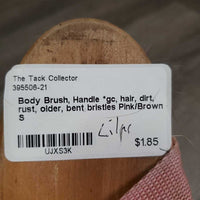 The Tack Collector
395506-21
Body Brush, Handle *gc, hair, dirt,
rust, older, bent bristles Pink/Brown
S
$1.85
UJXS3K